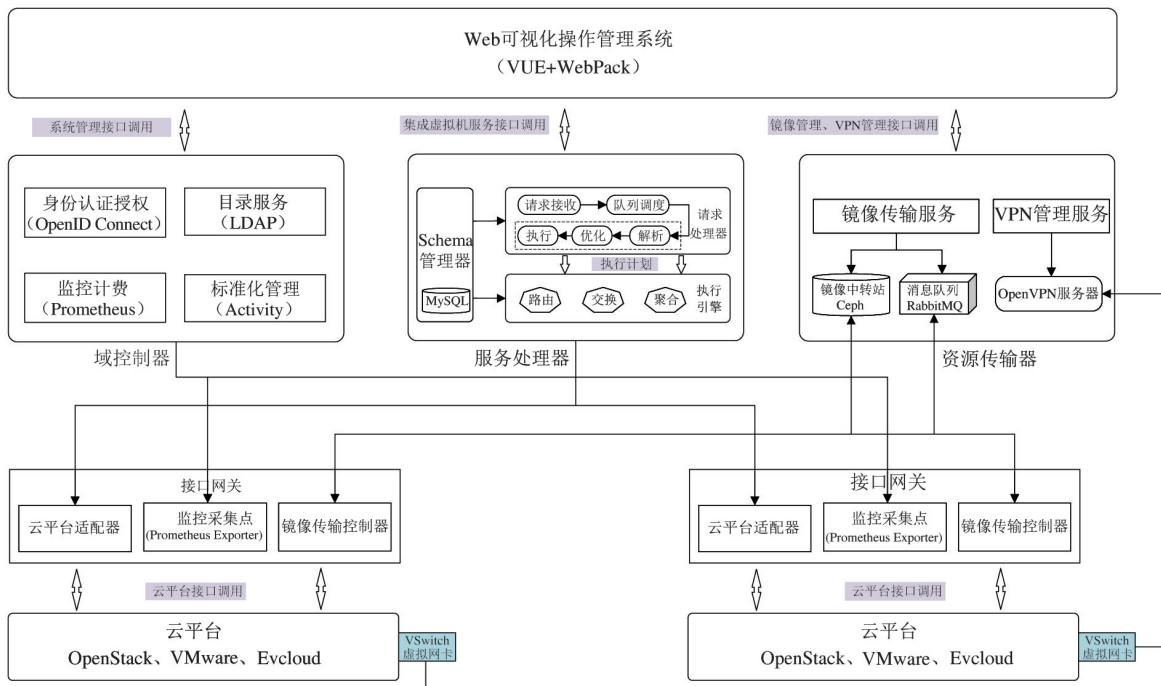 Web可视化操作管理系统
（VUE+WebPack）
系统管理接口调用
集成虚拟机服务接口调用
镜像管理、VPN管理接口调用
身份认证授权
（OpenID Connect）
目录服务
（LDAP）
监控计费
（Prometheus）
标准化管理
（Activity）
域控制器
Schema
管理器
MySQL
请求接收
队列调度
执行
优化
解析
请求
处理器
执行计划
路由
交换
聚合
执行
引擎
服务处理器
镜像传输服务
VPN管理服务
镜像中转站
Ceph
消息队列
RabbitMQ
OpenVPN服务器
资源传输器
接口网关
云平台适配器
监控采集点
(Prometheus Exporter)
镜像传输控制器
接口网关
云平台适配器
监控采集点
(Prometheus Exporter)
镜像传输控制器
云平台接口调用
云平台接口调用
云平台
OpenStack、VMware、Evcloud
VSwitch
虚拟网卡
云平台
OpenStack、VMware、Evcloud
VSwitch
虚拟网卡